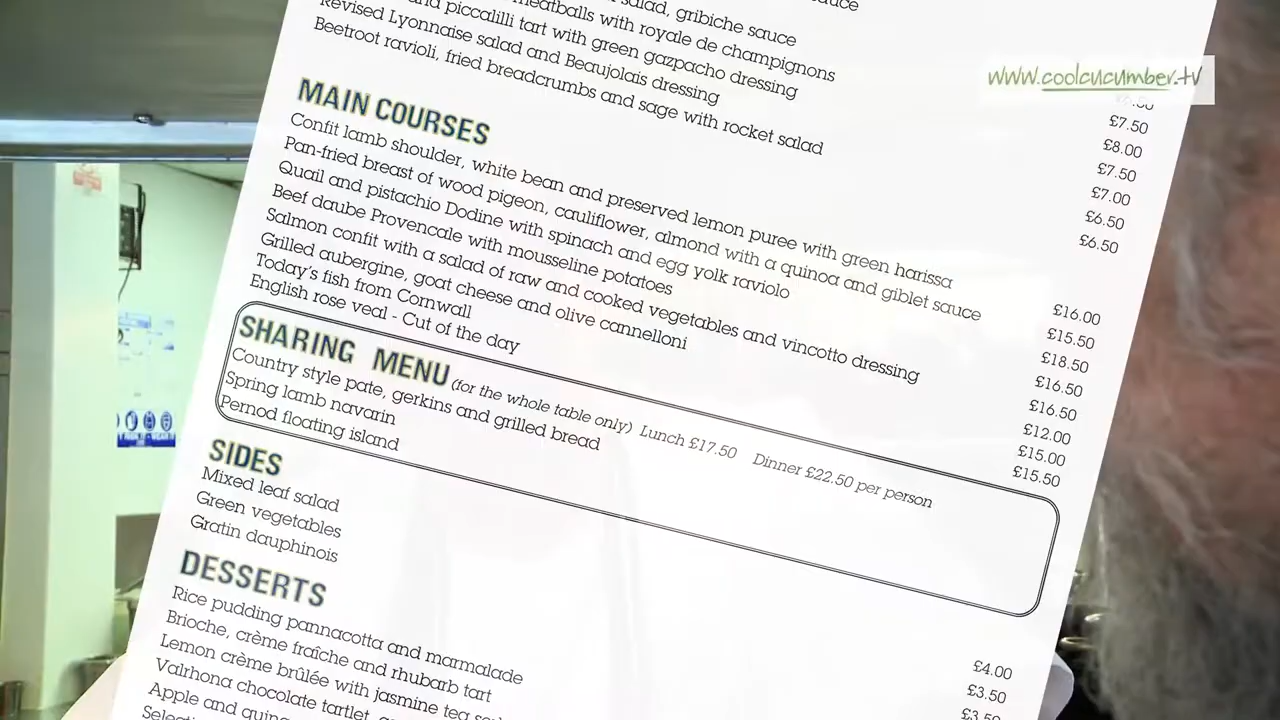 sauce
salad, gribiche sauce
meatballs with royale de champignons
and piccalilli tart with green gazpacho dressing
Revised Lyonnaise salad and Beaujolais dressing
Beetroot ravioli, fried breadcrumbs and sage with rocket salad
www.coolcucumber.tv
£7.50
£8.00
£7.50
£7.00
£6.50
£6.50
MAIN COURSES
Confit lamb shoulder, white bean and preserved lemon puree with green harissa £16.00
Pan-fried breast of wood pigeon, cauliflower, almond with a quinoa and giblet sauce £15.50
Quail and pistachio Dodine with spinach and egg yolk raviolo £18.50
Beef daube Provencale with mousseline potatoes £16.50
Salmon confit with a salad of raw and cooked vegetables and vincotto dressing £16.50
Grilled aubergine, goat cheese and olive cannelloni £12.00
Today's fish from Cornwall £15.00
English rose veal - Cut of the day £15.50
SHARING MENU (for the whole table only) Lunch £17.50 Dinner £22.50 per person
Country style pate, gerkins and grilled bread
Spring lamb navarin
Pernod floating island
SIDES
Mixed leaf salad £4.00
Green vegetables £3.50
Gratin dauphinois £3.50
DESSERTS
Rice pudding pannacotta and marmalade
Brioche, crème fraîche and rhubarb tart
Lemon crème brûlée with jasmine tea
Valrhona chocolate tartlet,
Apple and